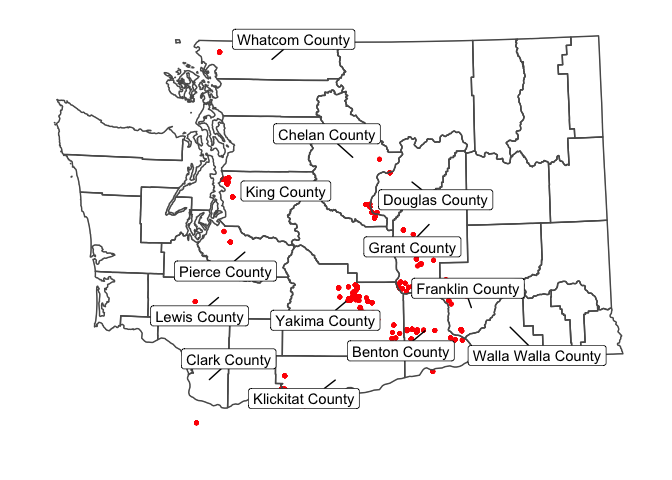 Whatcom County
Chelan County
King County
Douglas County
Grant County
Pierce County
Franklin County
Lewis County
Yakima County
Benton County
Walla Walla County
Clark County
Klickitat County